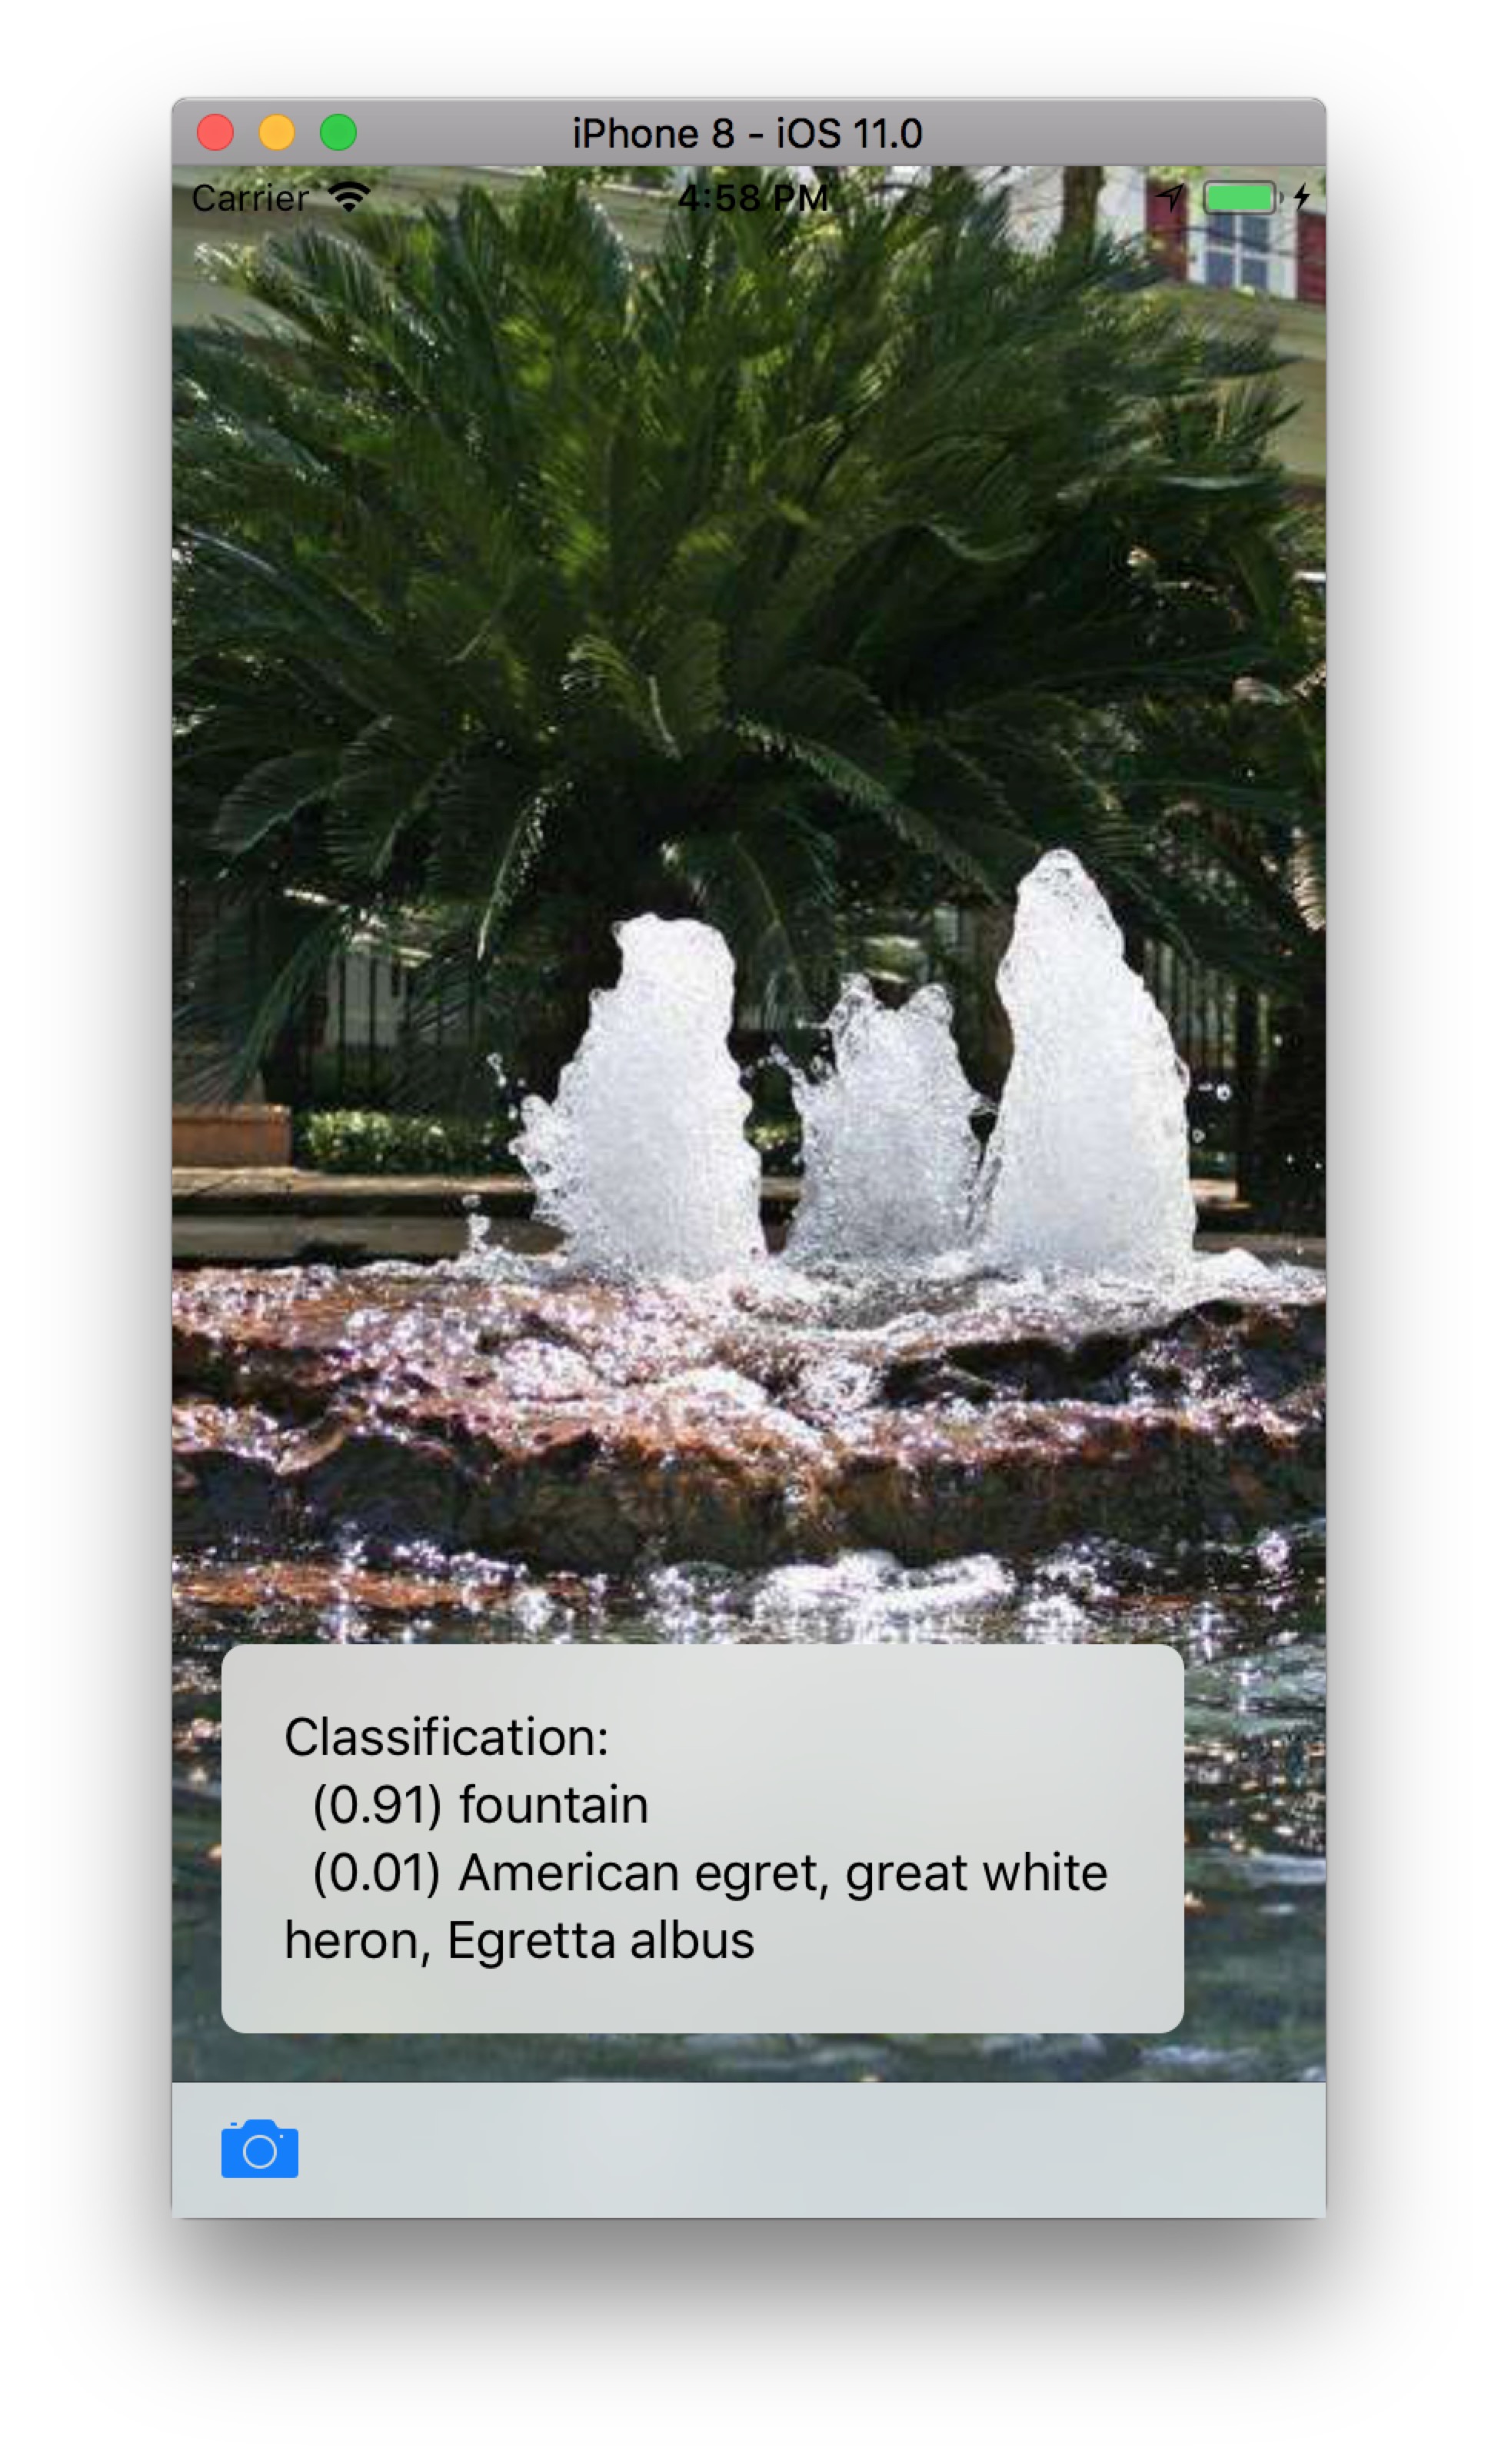 iPhone 8 - iOS 11.0
Carrier 4:58 PM
Classification:
(0.91) fountain
(0.01) American egret, great white
heron, Egretta albus